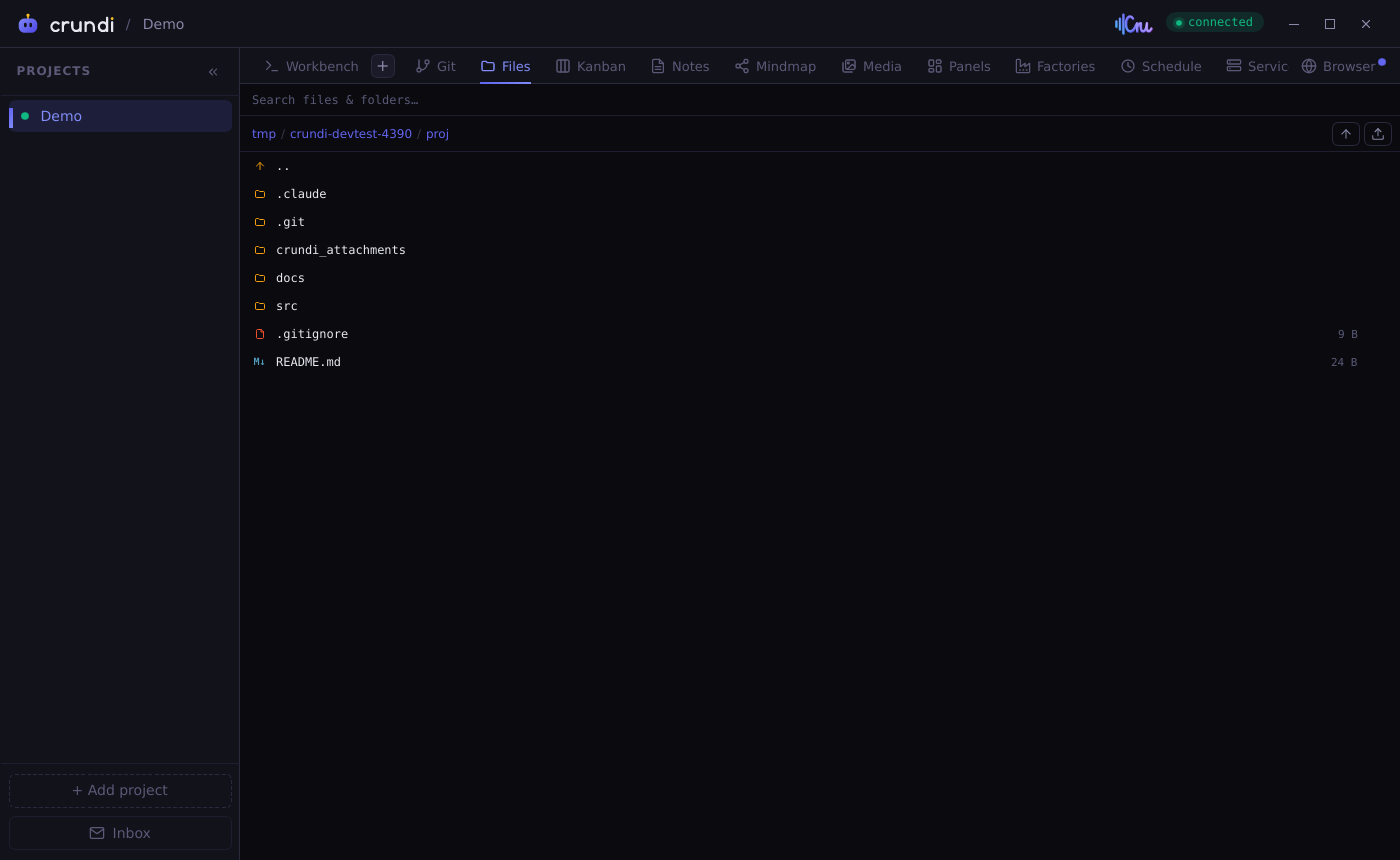 crundi / Demo
Cru
connected
PROJECTS «
Demo
Workbench + Git Files Kanban Notes Mindmap Media Panels Factories Schedule Servic Browser
Search files & folders…
tmp / crundi-devtest-4390 / proj
..
.claude
.git
crundi_attachments
docs
src
.gitignore 9 B
M↓ README.md 24 B
+ Add project
Inbox